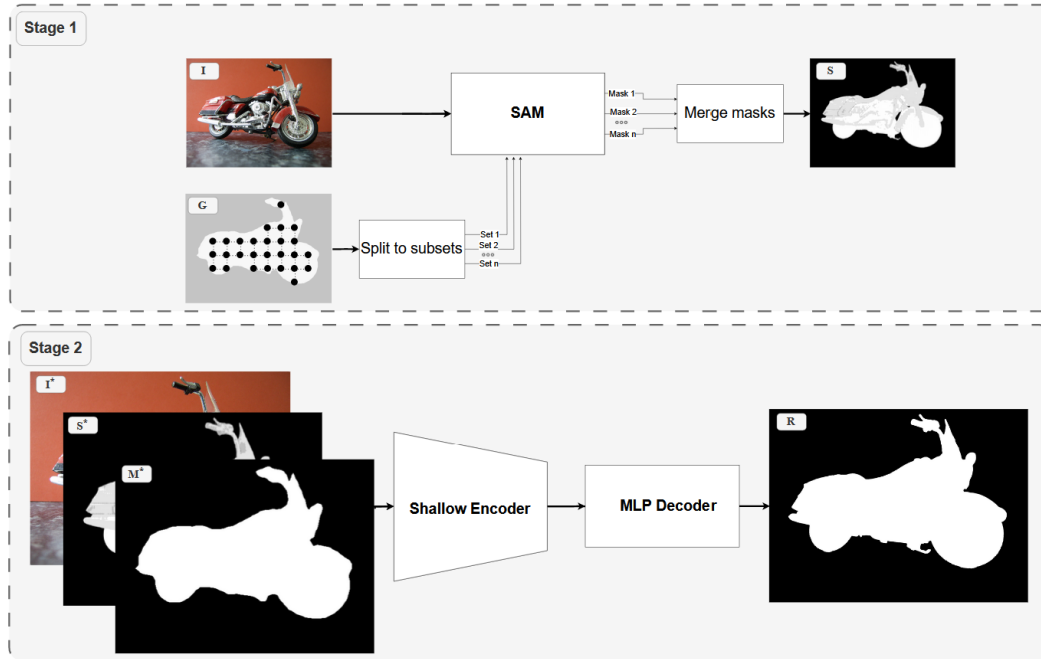 Stage 1
I
SAM
Mask 1
Mask 2
Mask n
Merge masks
S
G
Split to subsets
Set 1
Set 2
Set n
Stage 2
I*
S*
M*
Shallow Encoder
MLP Decoder
R